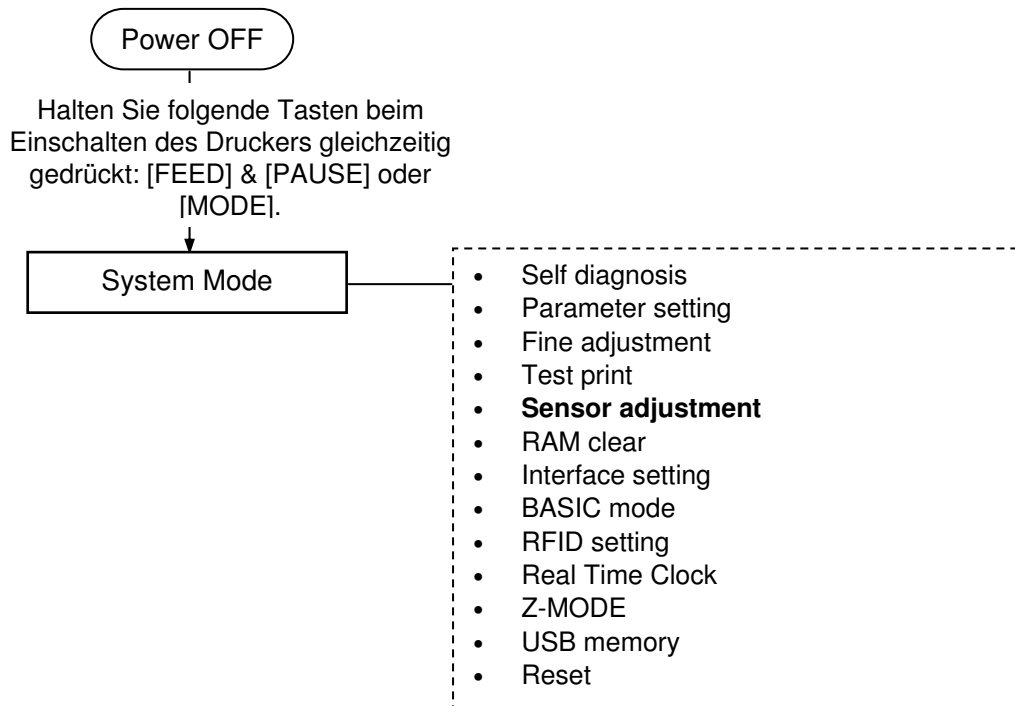 Power OFF
Halten Sie folgende Tasten beim
Einschalten des Druckers gleichzeitig
gedrückt: [FEED] & [PAUSE] oder
[MODE].
System Mode
• Self diagnosis
• Parameter setting
• Fine adjustment
• Test print
• Sensor adjustment
• RAM clear
• Interface setting
• BASIC mode
• RFID setting
• Real Time Clock
• Z-MODE
• USB memory
• Reset